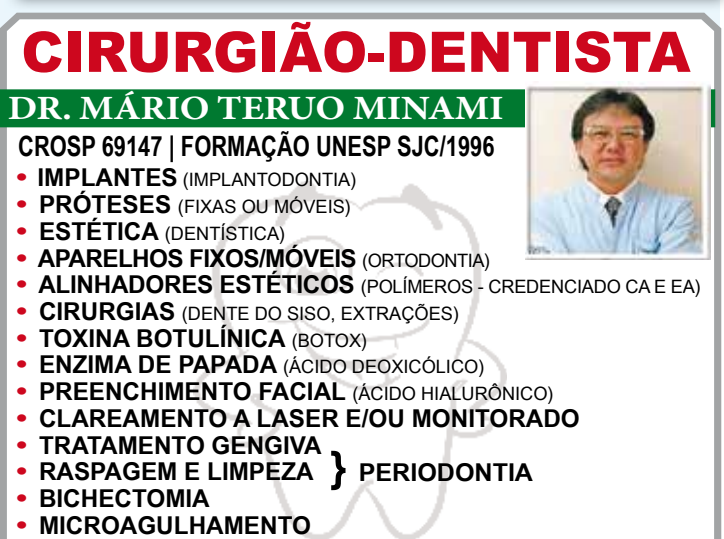 CIRURGIÃO-DENTISTA
DR. MÁRIO TERUO MINAMI
CROSP 69147 | FORMAÇÃO UNESP SJC/1996
• IMPLANTES (IMPLANTODONTIA)
• PRÓTESES (FIXAS OU MÓVEIS)
• ESTÉTICA (DENTÍSTICA)
• APARELHOS FIXOS/MÓVEIS (ORTODONTIA)
• ALINHADORES ESTÉTICOS (POLÍMEROS - CREDENCIADO CA E EA)
• CIRURGIAS (DENTE DO SISO, EXTRAÇÕES)
• TOXINA BOTULÍNICA (BOTOX)
• ENZIMA DE PAPADA (ÁCIDO DEOXICÓLICO)
• PREENCHIMENTO FACIAL (ÁCIDO HIALURÔNICO)
• CLAREAMENTO A LASER E/OU MONITORADO
• TRATAMENTO GENGIVA
• RASPAGEM E LIMPEZA } PERIODONTIA
• BICHECTOMIA
• MICROAGULHAMENTO